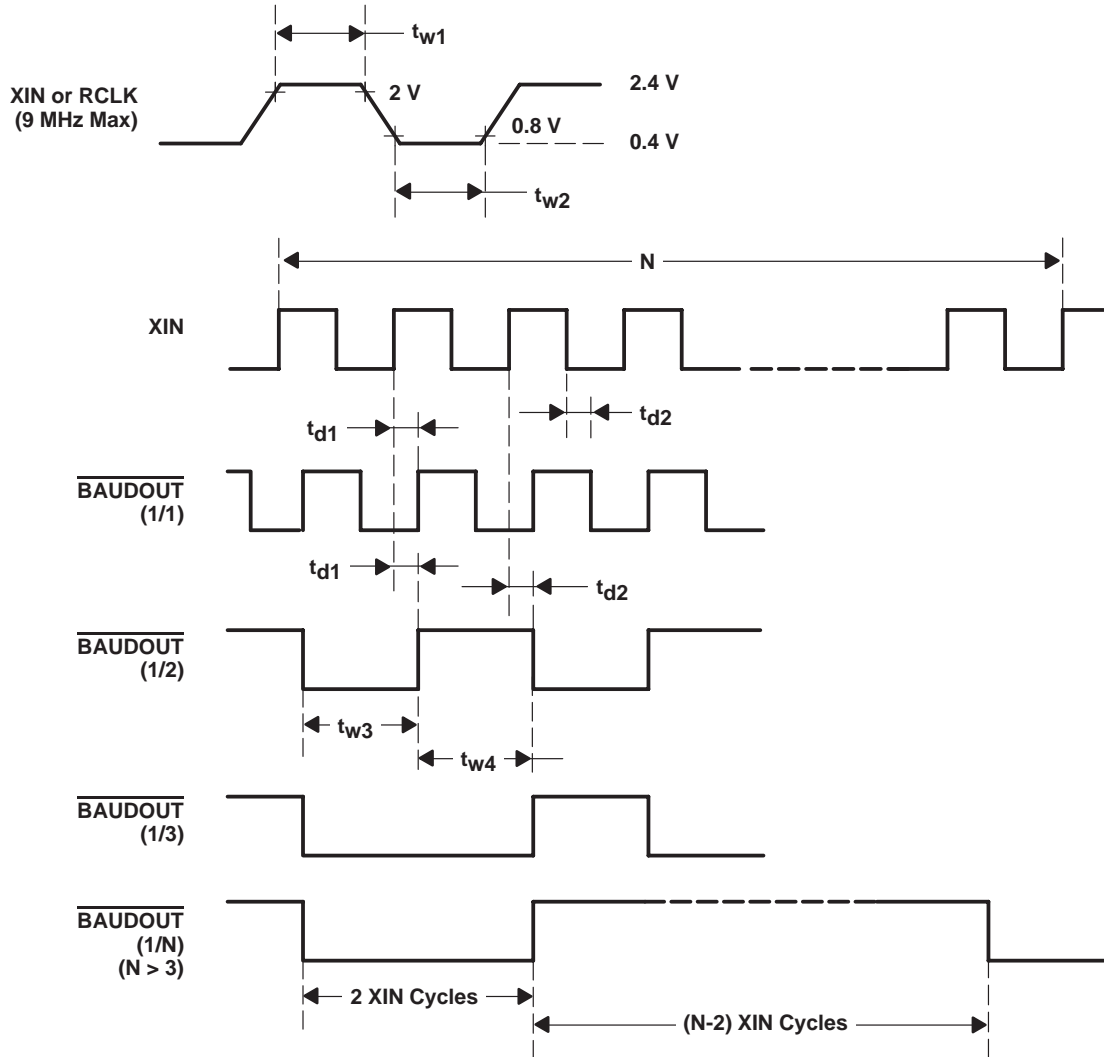 tw1
XIN or RCLK
(9 MHz Max)
2 V
2.4 V
0.8 V
0.4 V
tw2
N
XIN
td1
td2
BAUDOUT
(1/1)
td1
td2
BAUDOUT
(1/2)
tw3
tw4
BAUDOUT
(1/3)
BAUDOUT
(1/N)
(N > 3)
2 XIN Cycles
(N-2) XIN Cycles